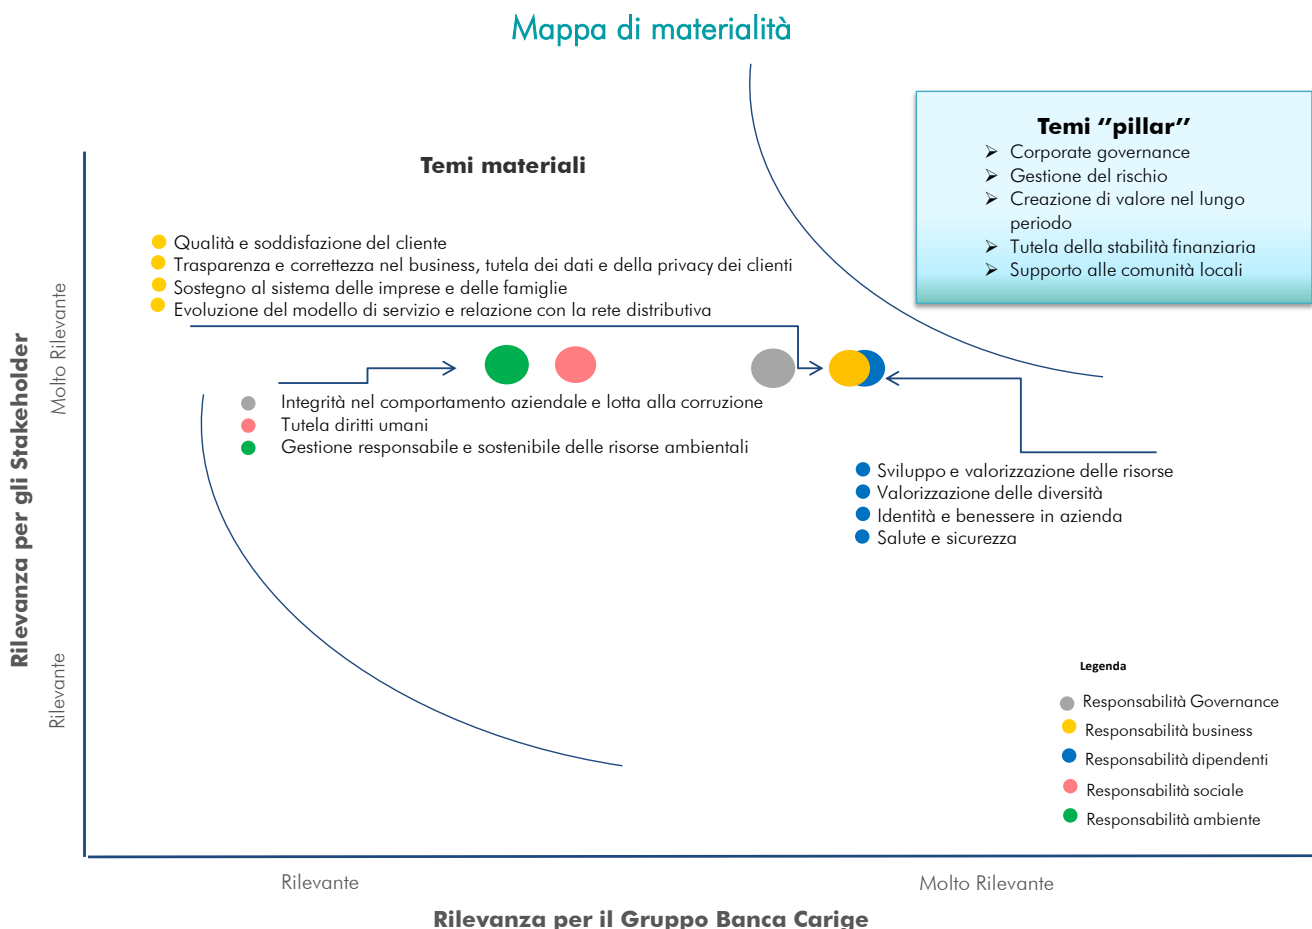 Mappa di materialità
Temi “pillar”
Corporate governance
Gestione del rischio
Creazione di valore nel lungo
periodo
Tutela della stabilità finanziaria
Supporto alle comunità locali
Temi materiali
Qualità e soddisfazione del cliente
Trasparenza e correttezza nel business, tutela dei dati e della privacy dei clienti
Sostegno al sistema delle imprese e delle famiglie
Evoluzione del modello di servizio e relazione con la rete distributiva
Integrità nel comportamento aziendale e lotta alla corruzione
Tutela diritti umani
Gestione responsabile e sostenibile delle risorse ambientali
Sviluppo e valorizzazione delle risorse
Valorizzazione delle diversità
Identità e benessere in azienda
Salute e sicurezza
Rilevanza per gli Stakeholder
Molto Rilevante
Rilevante
Legenda
Responsabilità Governance
Responsabilità business
Responsabilità dipendenti
Responsabilità sociale
Responsabilità ambiente
Rilevante
Molto Rilevante
Rilevanza per il Gruppo Banca Carige